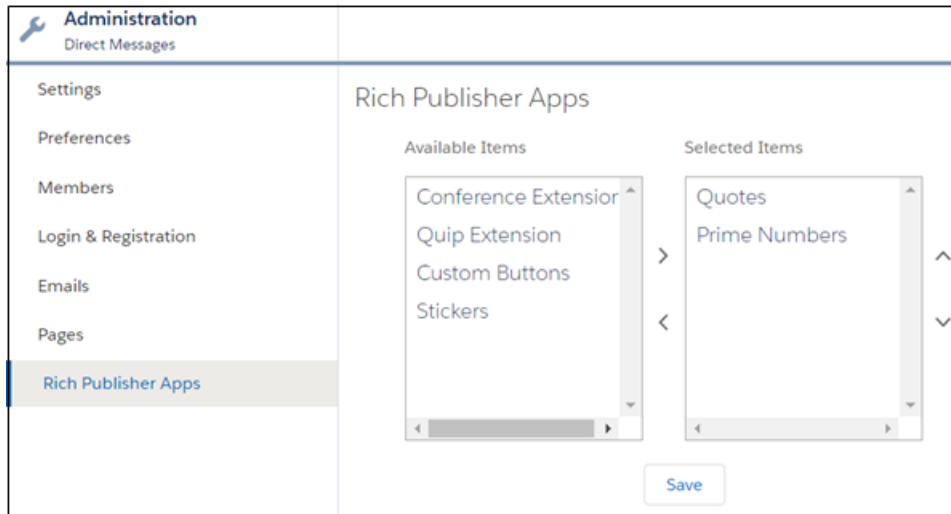 Administration
Direct Messages
Settings
Preferences
Members
Login & Registration
Emails
Pages
Rich Publisher Apps
Rich Publisher Apps
Available Items
Conference Extension
Quip Extension
Custom Buttons
Stickers
Selected Items
Quotes
Prime Numbers
Save